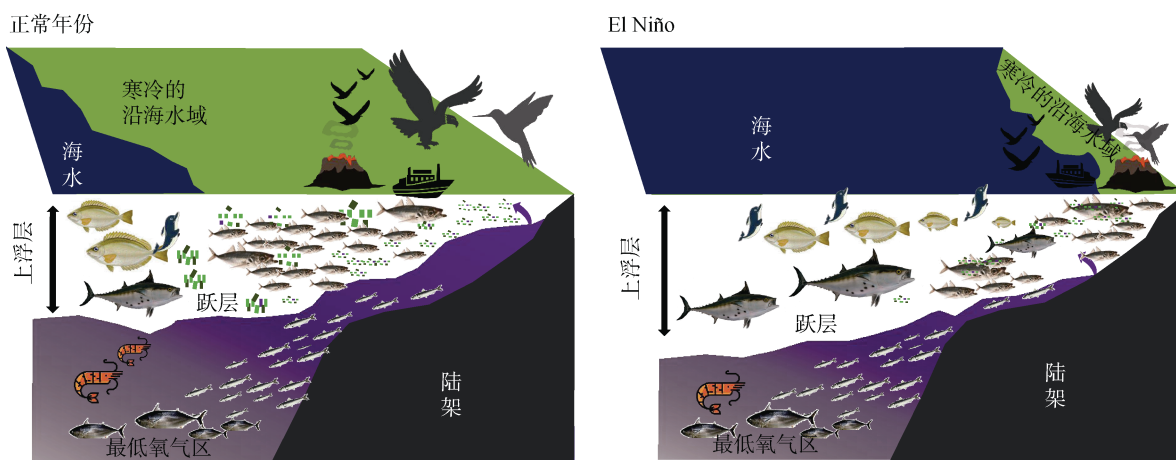 正常年份
寒冷的
沿海水域
海水
上浮层
跃层
最低氧气区
陆架
El Niño
寒冷的沿海水域
海水
上浮层
跃层
最低氧气区
陆架